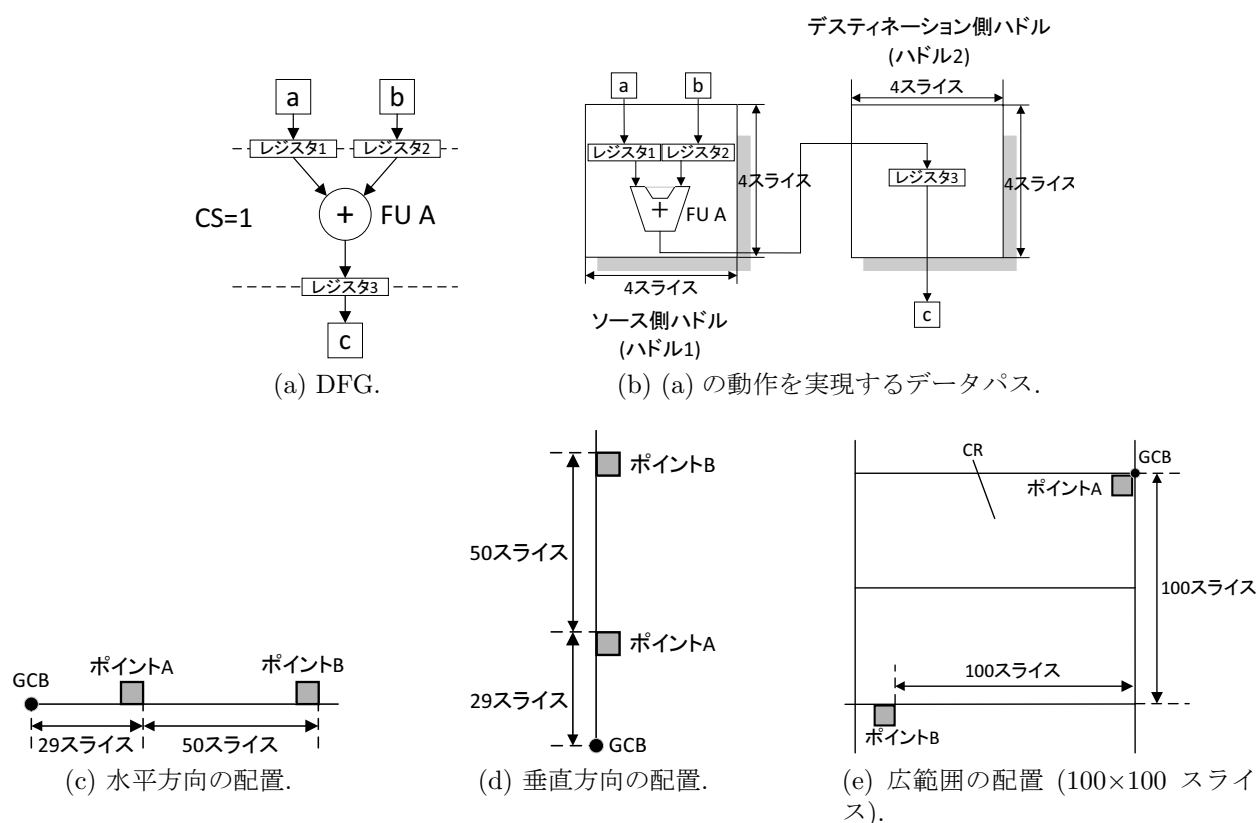 a
b
レジスタ1
レジスタ2
CS=1
+
FU A
レジスタ3
c
(a) DFG.
デスティネーション側ハドル
(ハドル2)
a
b
4スライス
レジスタ1
レジスタ2
4スライス
+
FU A
レジスタ3
4スライス
4スライス
ソース側ハドル
(ハドル1)
c
(b) (a) の動作を実現するデータパス.
GCB
ポイントA
ポイントB
29スライス
50スライス
(c) 水平方向の配置.
ポイントB
50スライス
ポイントA
29スライス
GCB
(d) 垂直方向の配置.
CR
GCB
ポイントA
100スライス
100スライス
ポイントB
(e) 広範囲の配置 (100×100 スライ
ス).